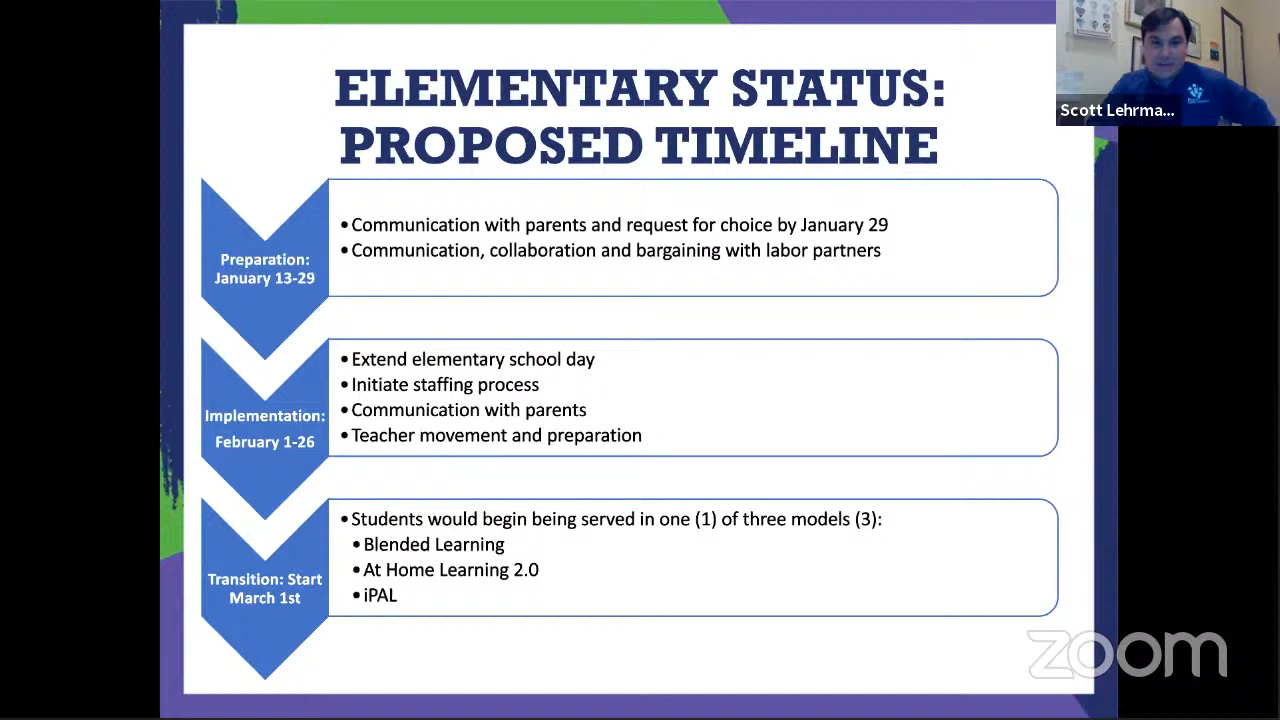 ELEMENTARY STATUS:
PROPOSED TIMELINE
Scott Lehrma...
Preparation:
January 13-29
•Communication with parents and request for choice by January 29
•Communication, collaboration and bargaining with labor partners
Implementation:
February 1-26
•Extend elementary school day
•Initiate staffing process
•Communication with parents
•Teacher movement and preparation
Transition: Start
March 1st
•Students would begin being served in one (1) of three models (3):
•Blended Learning
•At Home Learning 2.0
•iPAL
zoom